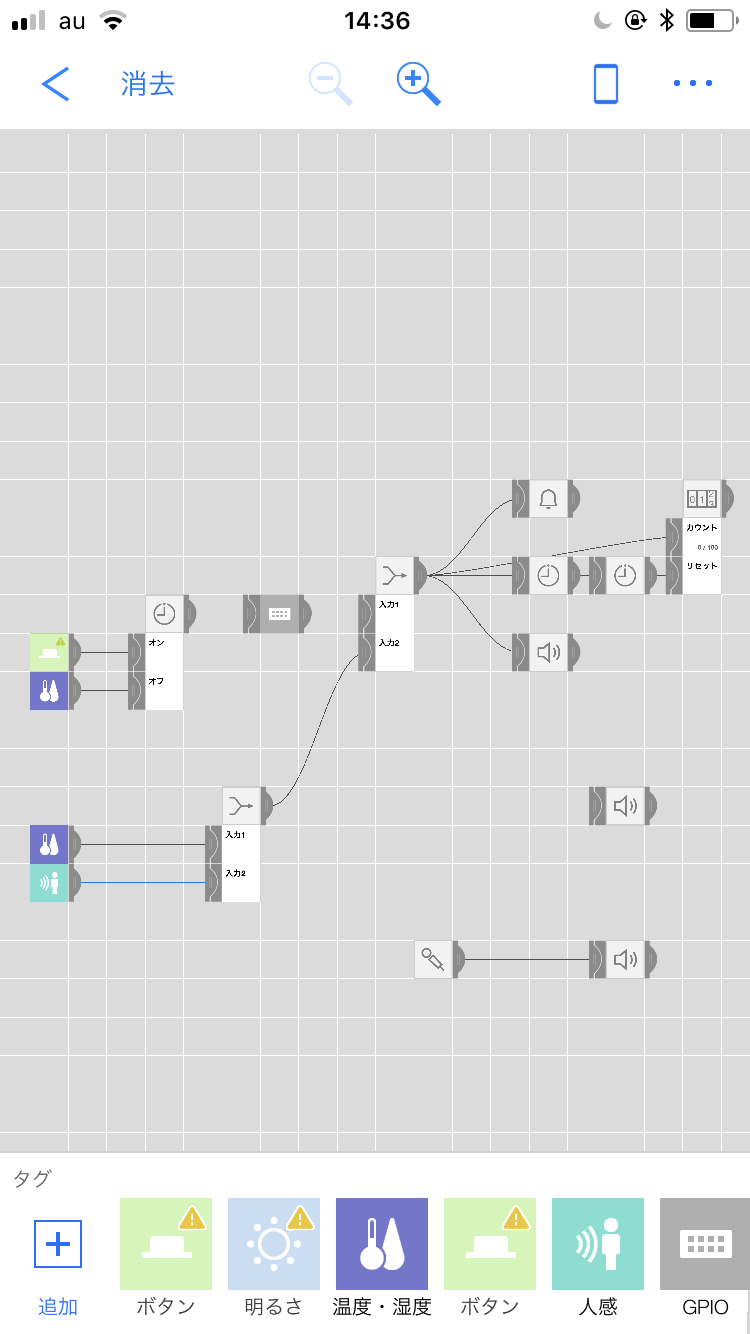 au 14:36
消去
カウント
0 / 100
リセット
入力1
入力2
オン
オフ
入力1
入力2
タグ
追加 ボタン 明るさ 温度・湿度 ボタン 人感 GPIO